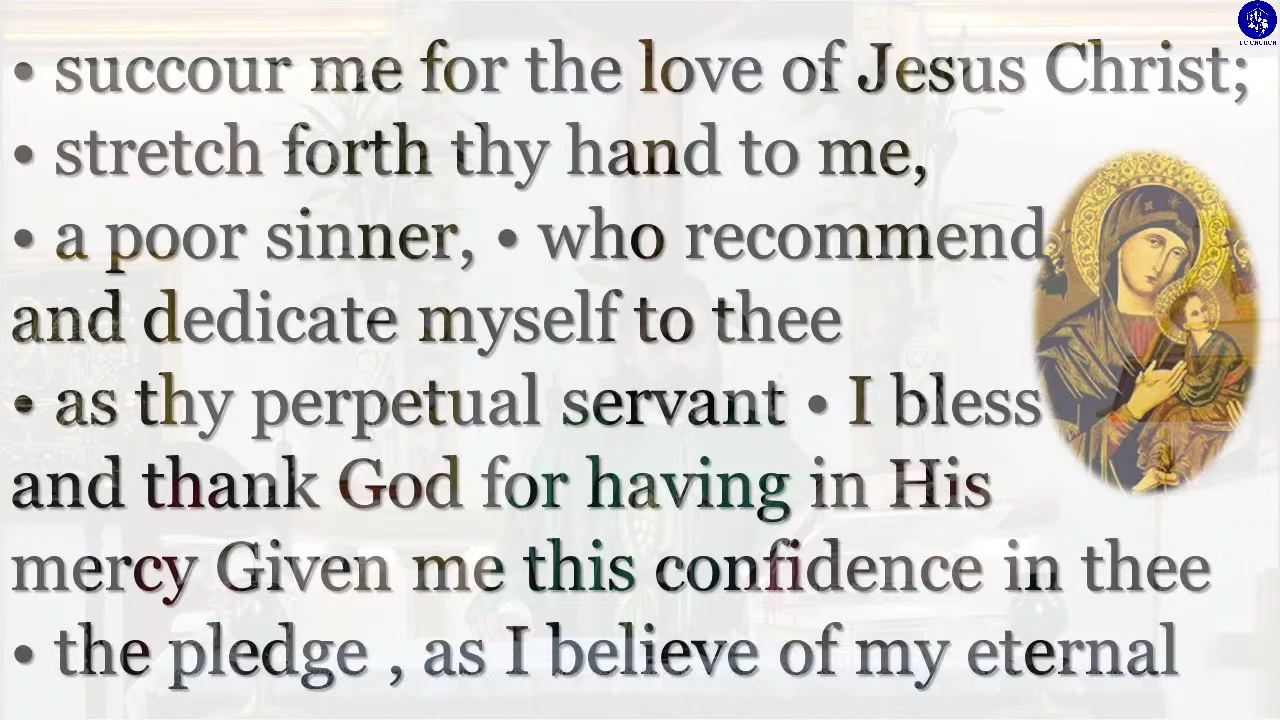 • succour me for the love of Jesus Christ;
• stretch forth thy hand to me,
• a poor sinner, • who recommend
and dedicate myself to thee
• as thy perpetual servant • I bless
and thank God for having in His
mercy Given me this confidence in thee
• the pledge , as I believe of my eternal